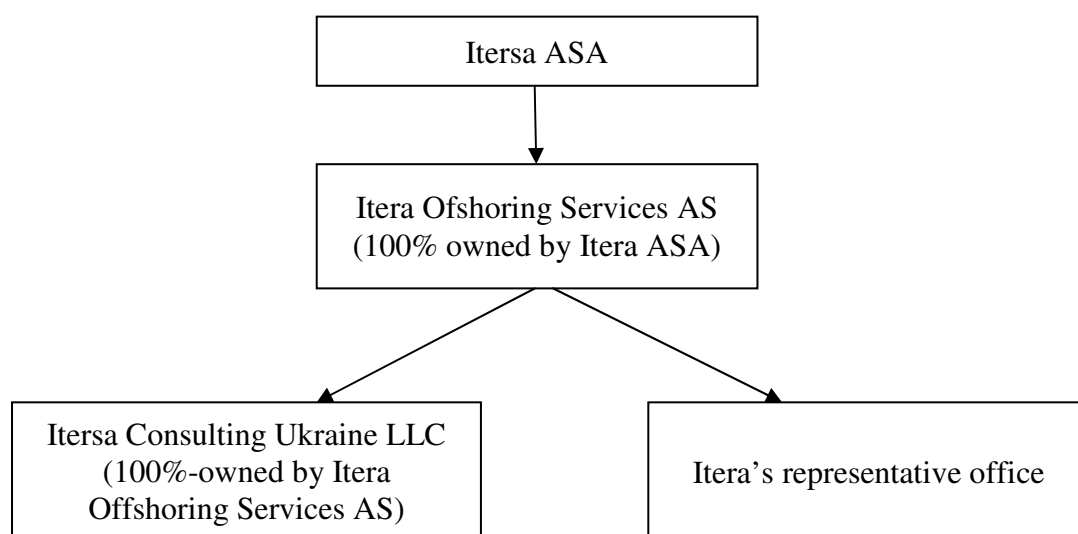 Itersa ASA
Itera Ofshoring Services AS
(100% owned by Itera ASA)
Itersa Consulting Ukraine LLC
(100%-owned by Itera
Offshoring Services AS)
Itera’s representative office